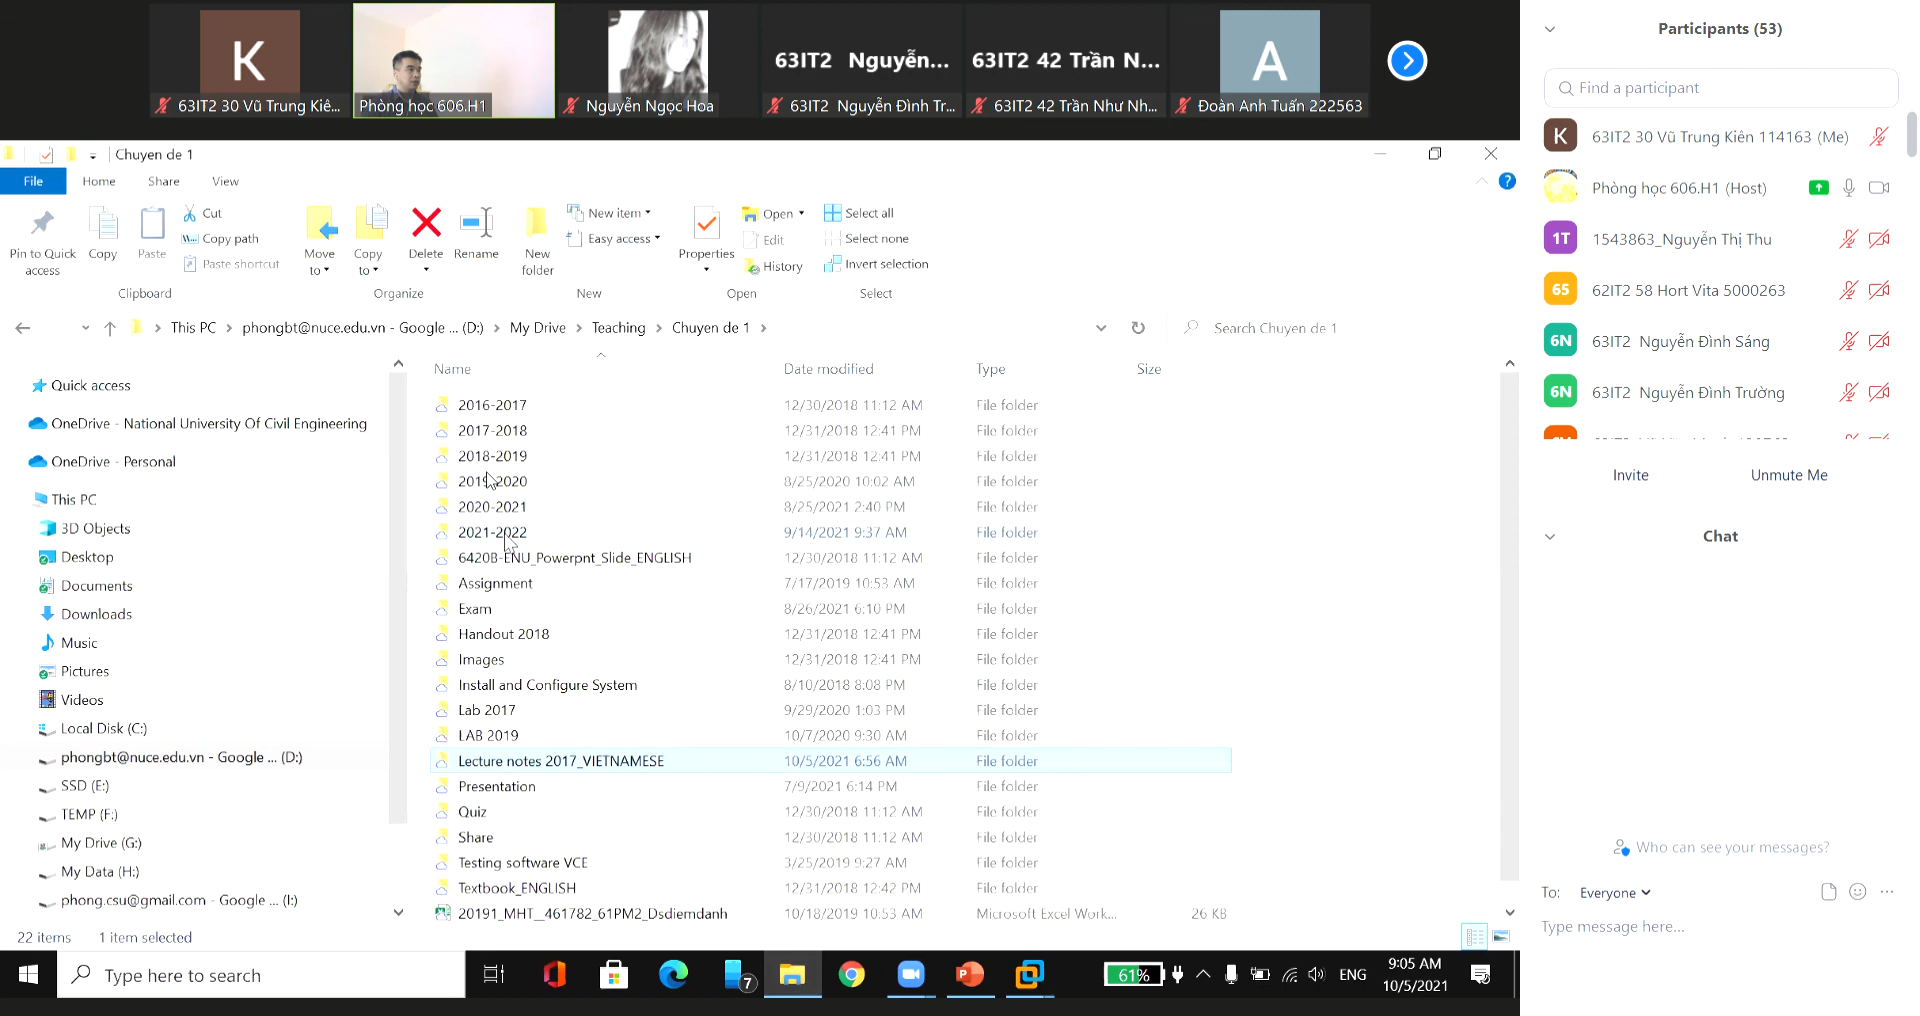 K
A
63IT2 Nguyễn...
63IT2 42 Trần N...
63IT2 30 Vũ Trung Kiê...
Phòng học 606.H1
Nguyễn Ngọc Hoa
63IT2 Nguyễn Đình Tr...
63IT2 42 Trần Như Nh...
Đoàn Anh Tuấn 222563
Chuyen de 1
File
Home
Share
View
Pin to Quick access
Copy
Paste
Cut
Copy path
Paste shortcut
Clipboard
Move to
Copy to
Delete
Rename
Organize
New folder
New item
Easy access
New
Properties
Open
Edit
History
Open
Select all
Select none
Invert selection
Select
This PC > phongbt@nuce.edu.vn - Google ... (D:) > My Drive > Teaching > Chuyen de 1 >
Search Chuyen de 1
Quick access
OneDrive - National University Of Civil Engineering
OneDrive - Personal
This PC
3D Objects
Desktop
Documents
Downloads
Music
Pictures
Videos
Local Disk (C:)
phongbt@nuce.edu.vn - Google ... (D:)
SSD (E:)
TEMP (F:)
My Drive (G:)
My Data (H:)
phong.csu@gmail.com - Google ... (I:)
Name Date modified Type Size
2016-2017 12/30/2018 11:12 AM File folder
2017-2018 12/31/2018 12:41 PM File folder
2018-2019 12/31/2018 12:41 PM File folder
2019-2020 8/25/2020 10:02 AM File folder
2020-2021 8/25/2021 2:40 PM File folder
2021-2022 9/14/2021 9:37 AM File folder
6420B-ENU_Powerpnt_Slide_ENGLISH 12/30/2018 11:12 AM File folder
Assignment 7/17/2019 10:53 AM File folder
Exam 8/26/2021 6:10 PM File folder
Handout 2018 12/31/2018 12:41 PM File folder
Images 12/31/2018 12:41 PM File folder
Install and Configure System 8/10/2018 8:08 PM File folder
Lab 2017 9/29/2020 1:03 PM File folder
LAB 2019 10/7/2020 9:30 AM File folder
Lecture notes 2017_VIETNAMESE 10/5/2021 6:56 AM File folder
Presentation 7/9/2021 6:14 PM File folder
Quiz 12/30/2018 11:12 AM File folder
Share 12/30/2018 11:12 AM File folder
Testing software VCE 3/25/2019 9:27 AM File folder
Textbook_ENGLISH 12/31/2018 12:42 PM File folder
20191_MHT__461782_61PM2_Dsdiemdanh 10/18/2019 10:53 AM Microsoft Excel Work... 26 KB
22 items 1 item selected
Type here to search
7
61%
ENG
9:05 AM
10/5/2021
Participants (53)
Find a participant
K 63IT2 30 Vũ Trung Kiên 114163 (Me)
Phòng học 606.H1 (Host)
1T 1543863_Nguyễn Thị Thu
65 62IT2 58 Hort Vita 5000263
6N 63IT2 Nguyễn Đình Sáng
6N 63IT2 Nguyễn Đình Trường
Invite
Unmute Me
Chat
Who can see your messages?
To: Everyone
Type message here...